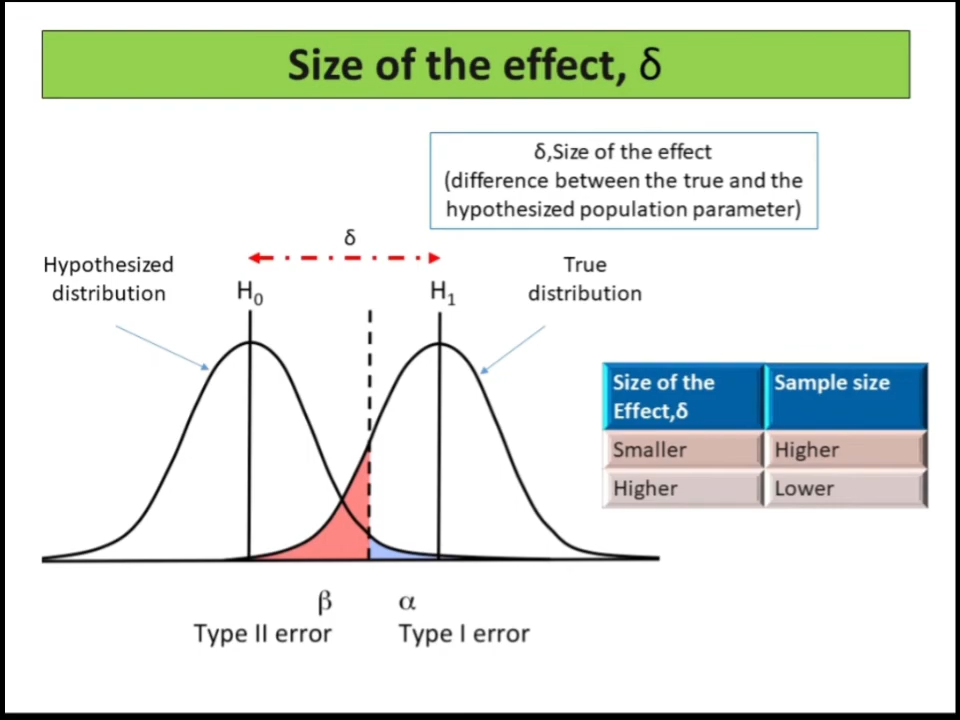 Size of the effect, δ
δ,Size of the effect
(difference between the true and the
hypothesized population parameter)
δ
Hypothesized
distribution
H₀
H₁
True
distribution
Size of the Effect,δ | Sample size
Smaller | Higher
Higher | Lower
β α
Type II error Type I error